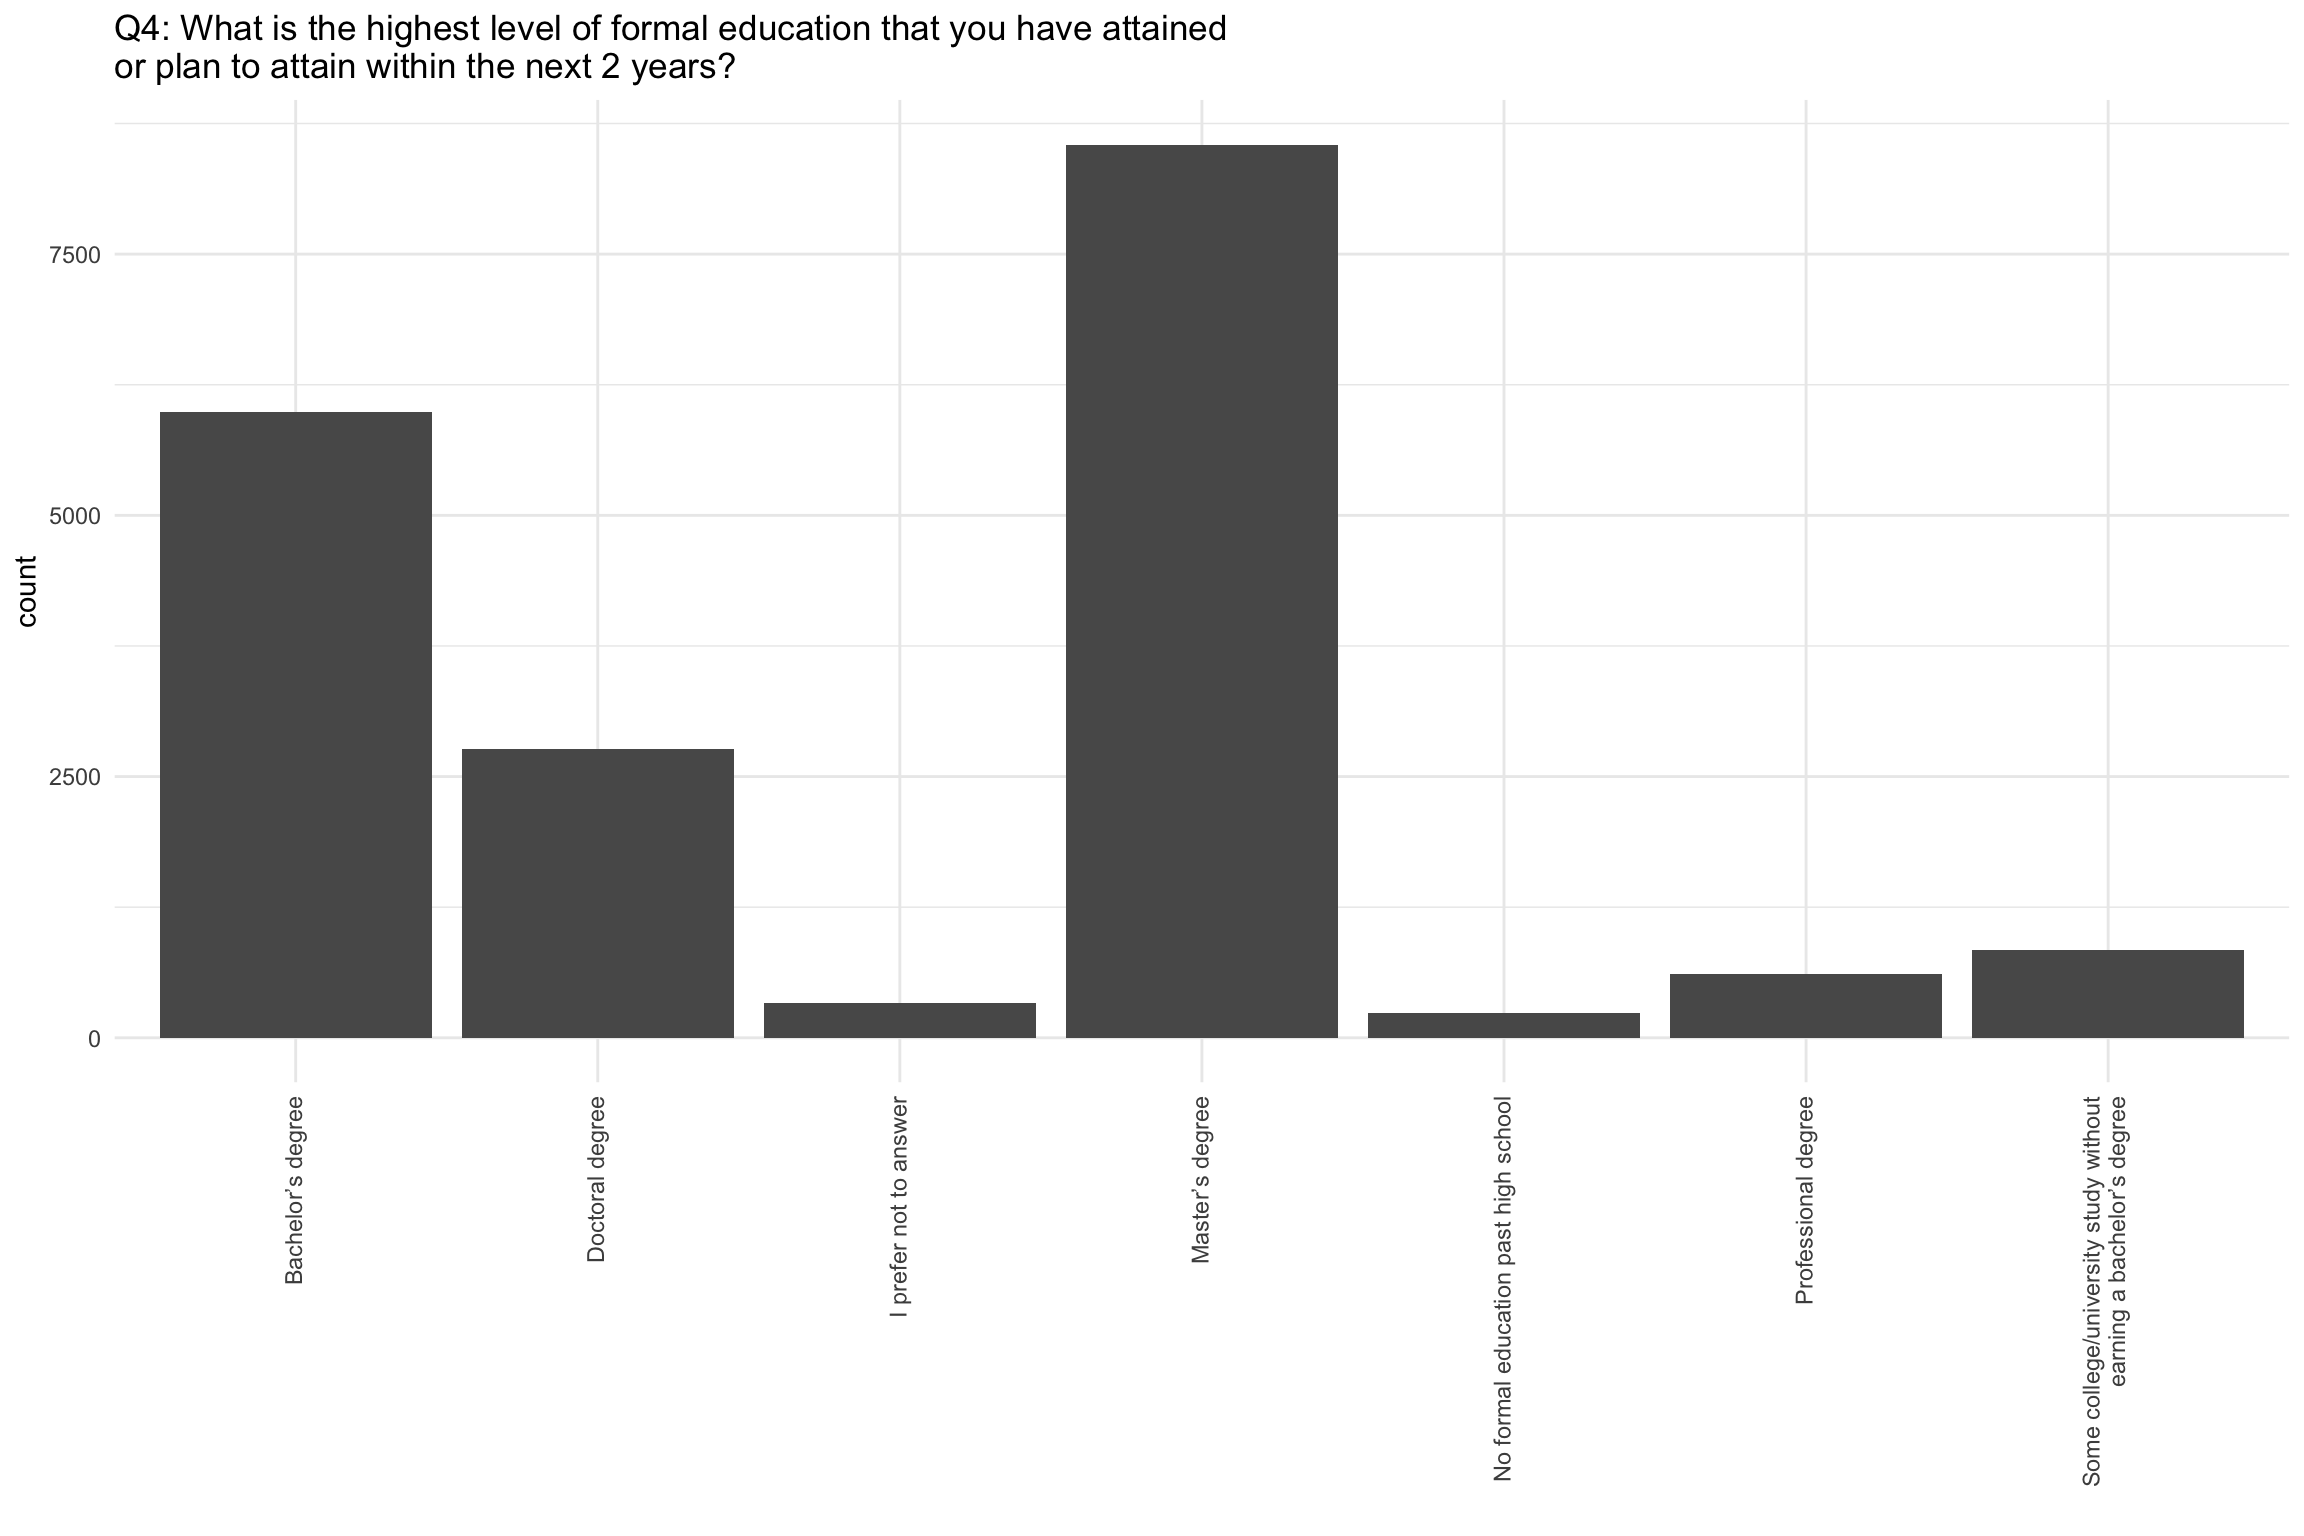 Q4: What is the highest level of formal education that you have attained
or plan to attain within the next 2 years?
count
7500
5000
2500
0
Bachelor’s degree
Doctoral degree
I prefer not to answer
Master’s degree
No formal education past high school
Professional degree
Some college/university study without
earning a bachelor’s degree